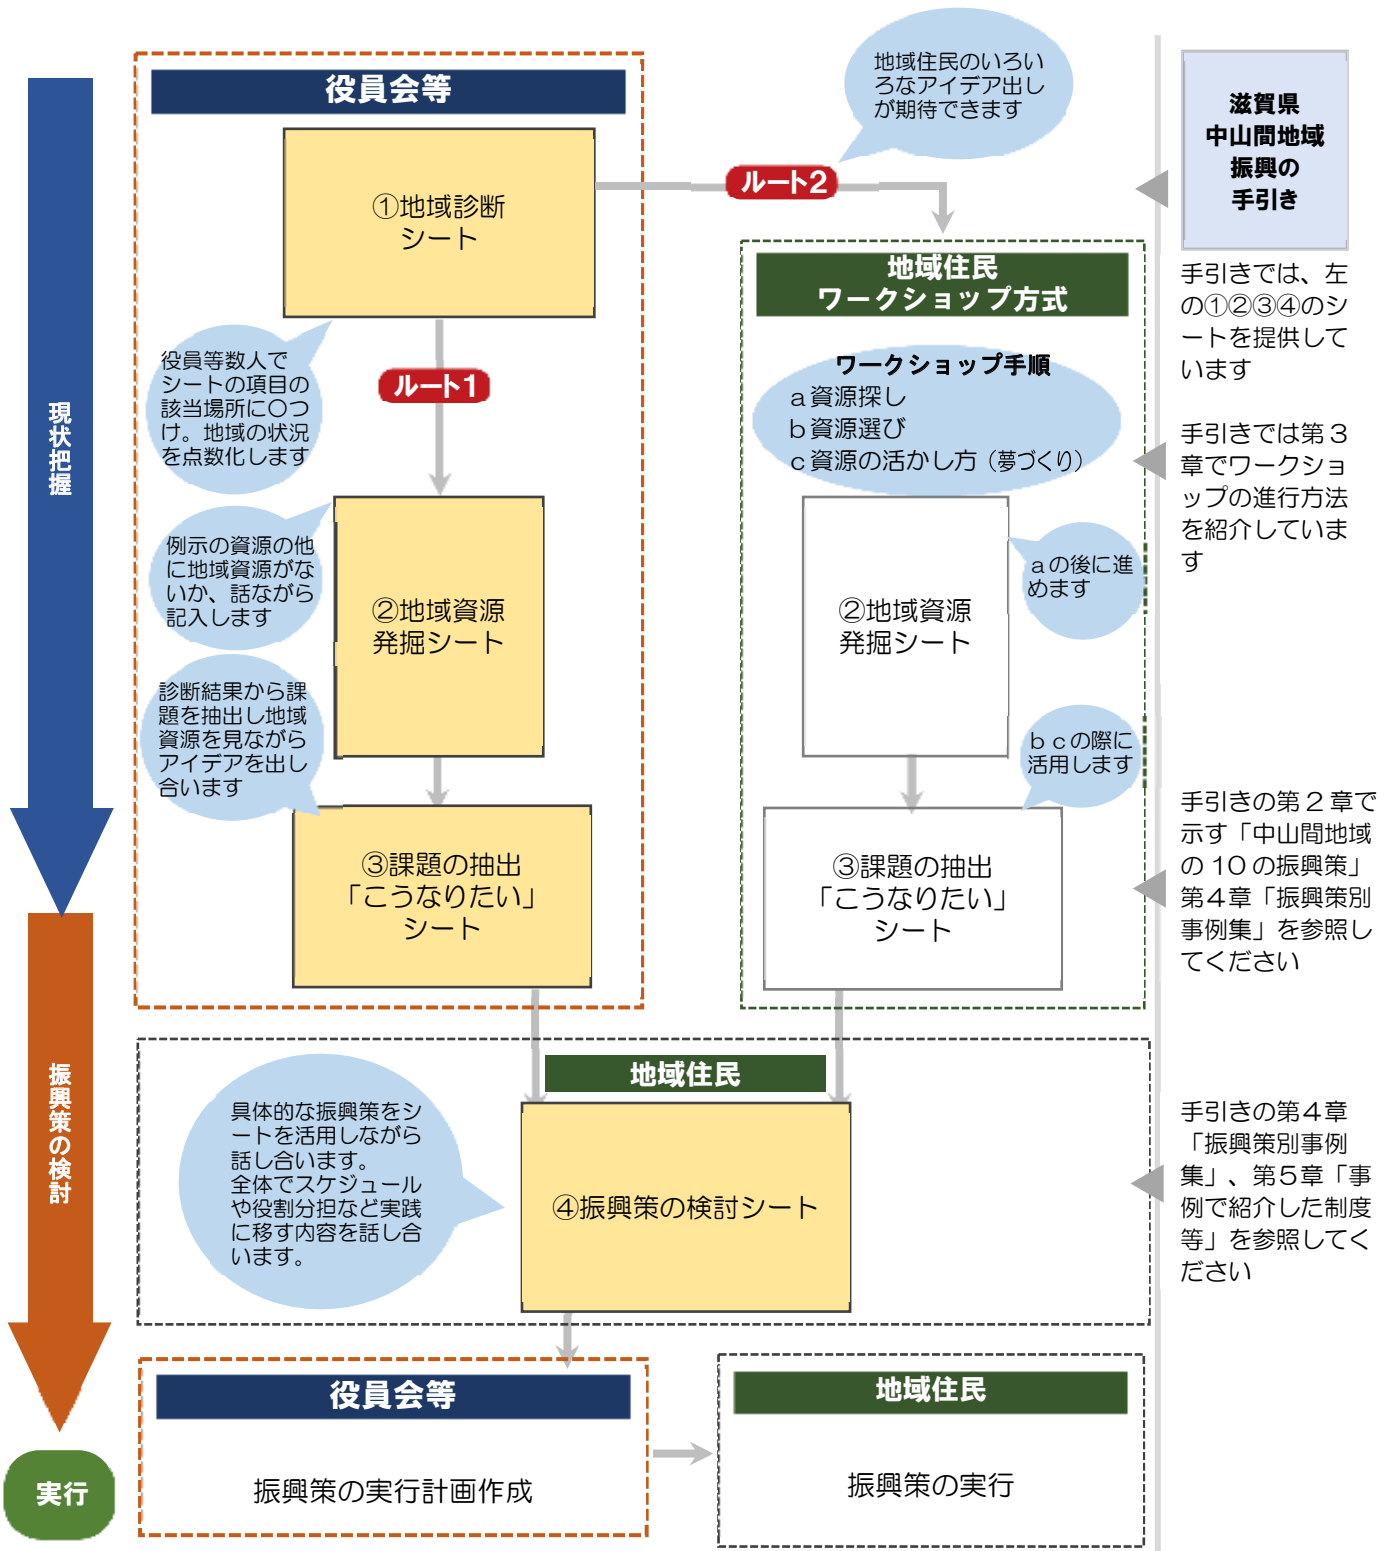 役員会等
①地域診断
シート
地域住民のいろい
ろなアイデア出し
が期待できます
ルート2
ルート1
役員等数人で
シートの項目の
該当場所に〇つ
け。地域の状況
を点数化します
例示の資源の他
に地域資源がな
いか、話ながら
記入します
②地域資源
発掘シート
診断結果から課
題を抽出し地域
資源を見ながら
アイデアを出し
合います
③課題の抽出
「こうなりたい」
シート
地域住民
ワークショップ方式
ワークショップ手順
ａ資源探し
ｂ資源選び
ｃ資源の活かし方（夢づくり）
②地域資源
発掘シート
ａの後に進
めます
ｂｃの際に
活用します
③課題の抽出
「こうなりたい」
シート
地域住民
具体的な振興策をシ
ートを活用しながら
話し合います。
全体でスケジュール
や役割分担など実践
に移す内容を話し合
います。
④振興策の検討シート
役員会等
振興策の実行計画作成
地域住民
振興策の実行
現状把握
振興策の検討
実行
滋賀県
中山間地域
振興の
手引き
手引きでは、左
の①②③④のシ
ートを提供して
います
手引きでは第３
章でワークショ
ップの進行方法
を紹介していま
す
手引きの第２章で
示す「中山間地域
の 10 の振興策」
第４章「振興策別
事例集」を参照し
てください
手引きの第４章
「振興策別事例
集」、第５章「事
例で紹介した制度
等」を参照してく
ださい